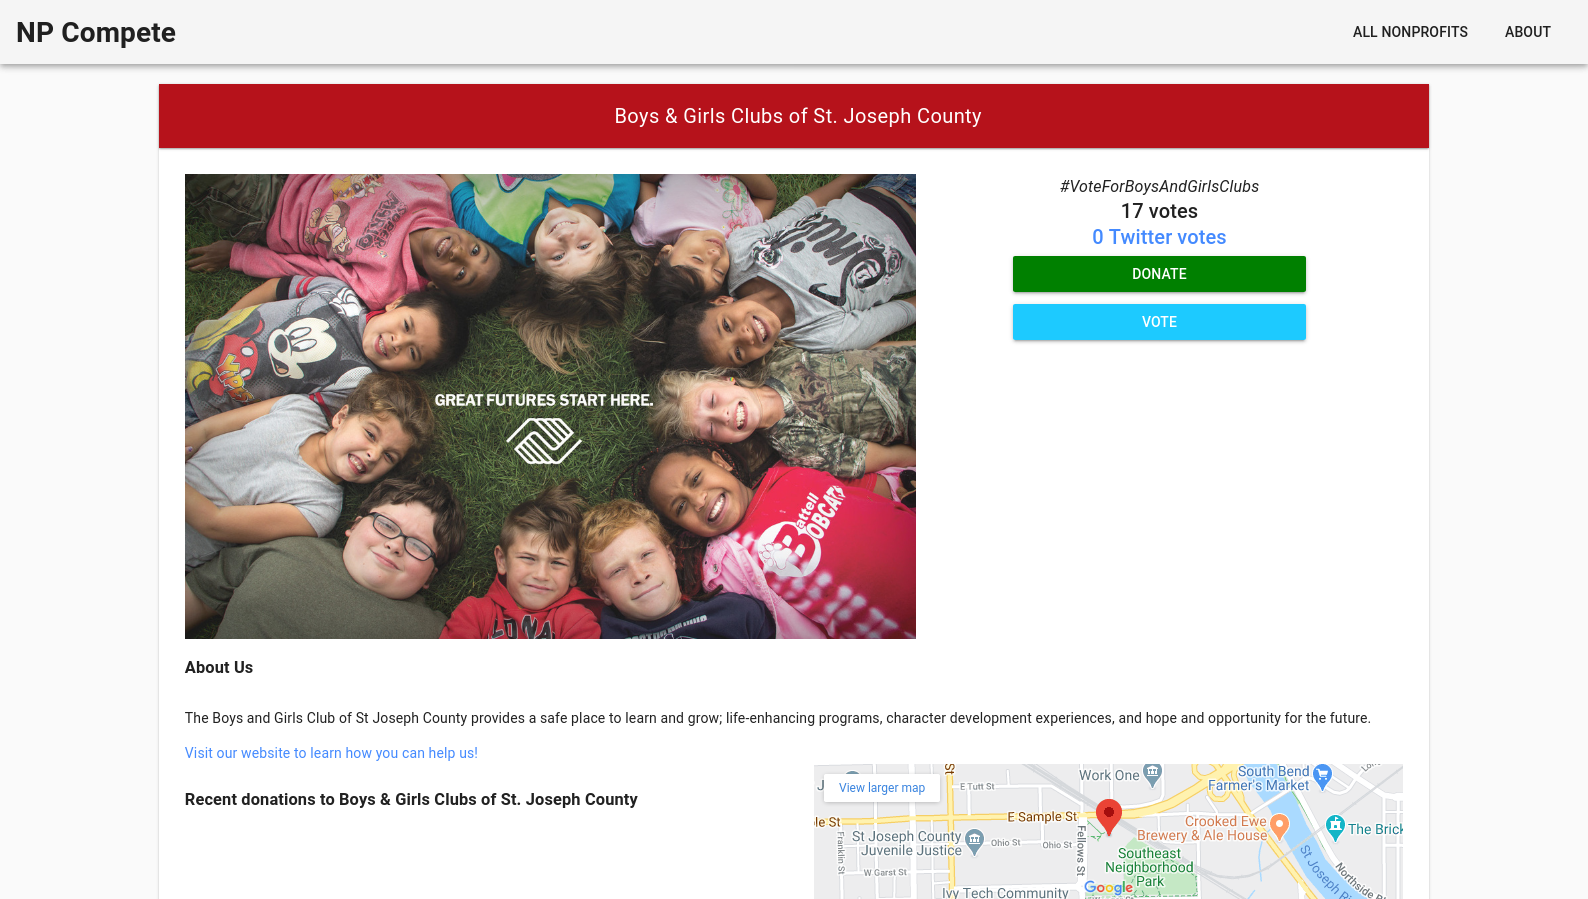 NP Compete
ALL NONPROFITS
ABOUT
Boys & Girls Clubs of St. Joseph County
GREAT FUTURES START HERE.
Battell
BOBCATS
#VoteForBoysAndGirlsClubs
17 votes
0 Twitter votes
DONATE
VOTE
About Us
The Boys and Girls Club of St Joseph County provides a safe place to learn and grow; life-enhancing programs, character development experiences, and hope and opportunity for the future.
Visit our website to learn how you can help us!
Recent donations to Boys & Girls Clubs of St. Joseph County
View larger map
St
Work One
South Bend
Farmer's Market
E Tutt St
E Sample St
le St
Crooked Ewe
Brewery & Ale House
The Brick
St Joseph County
Juvenile Justice
Franklin St
Ohio St
Ohio St
Fellows St
W Garst St
Southeast
Neighborhood
Park
Google
Ivy Tech Community
St Joseph Ri
Northside B